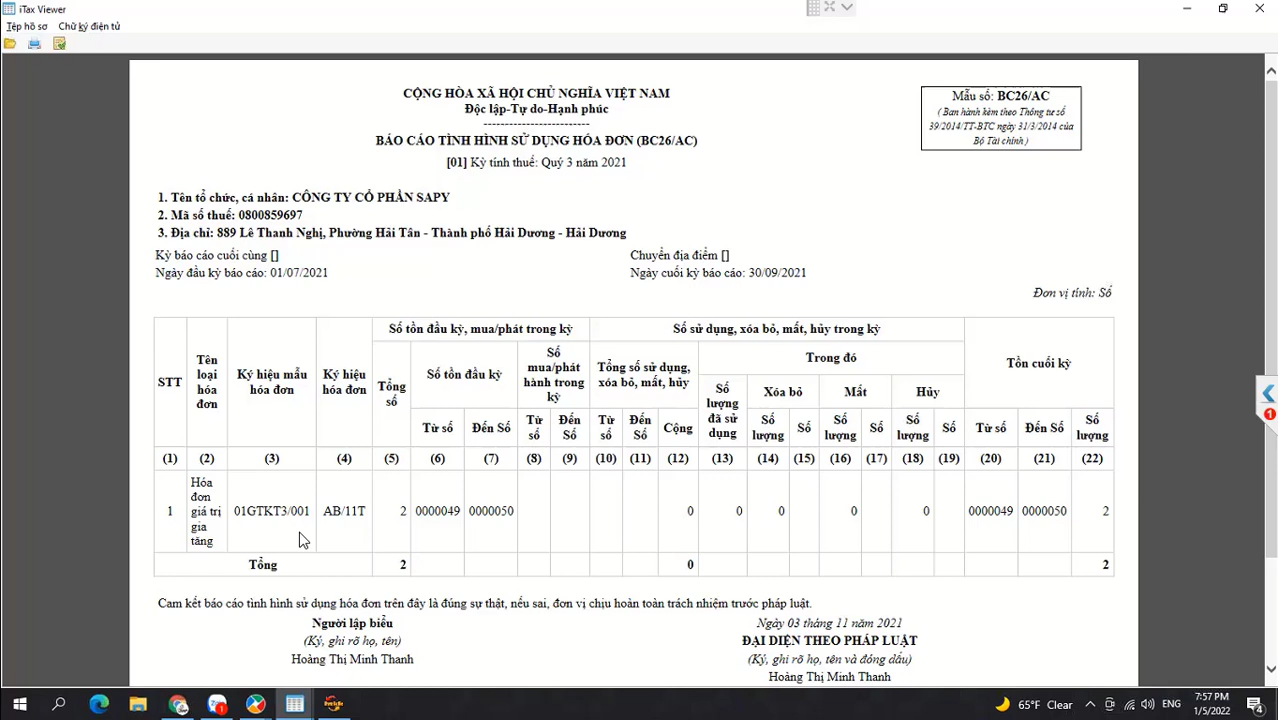 iTax Viewer
Tệp hồ sơ Chữ ký điện tử
CỘNG HÒA XÃ HỘI CHỦ NGHĨA VIỆT NAM
Độc lập-Tự do-Hạnh phúc
-------------------------
BÁO CÁO TÌNH HÌNH SỬ DỤNG HÓA ĐƠN (BC26/AC)
[01] Kỳ tính thuế: Quý 3 năm 2021
Mẫu số: BC26/AC
( Ban hành kèm theo Thông tư số
39/2014/TT-BTC ngày 31/3/2014 của
Bộ Tài chính )
1. Tên tổ chức, cá nhân: CÔNG TY CỔ PHẦN SAPY
2. Mã số thuế: 0800859697
3. Địa chỉ: 889 Lê Thanh Nghị, Phường Hải Tân - Thành phố Hải Dương - Hải Dương
Kỳ báo cáo cuối cùng [] Chuyển địa điểm []
Ngày đầu kỳ báo cáo: 01/07/2021 Ngày cuối kỳ báo cáo: 30/09/2021
Đơn vị tính: Số
STT
Tên
loại
hóa
đơn
Ký hiệu mẫu
hóa đơn
Ký hiệu
hóa đơn
Số tồn đầu kỳ, mua/phát trong kỳ
Tổng
số
Số tồn đầu kỳ
Từ số Đến Số
Số
mua/phát
hành trong
kỳ
Từ
số
Đến
Số
Số sử dụng, xóa bỏ, mất, hủy trong kỳ
Tổng số sử dụng,
xóa bỏ, mất, hủy
Từ
số
Đến
Số
Cộng
Trong đó
Số
lượng
đã sử
dụng
Xóa bỏ
Số
lượng
Số
Mất
Số
lượng
Số
Hủy
Số
lượng
Số
Tồn cuối kỳ
Từ số Đến Số
Số
lượng
(1) (2) (3) (4) (5) (6) (7) (8) (9) (10) (11) (12) (13) (14) (15) (16) (17) (18) (19) (20) (21) (22)
1
Hóa
đơn
giá trị
gia
tăng
01GTKT3/001 AB/11T 2 0000049 0000050 0 0 0 0 0 0000049 0000050 2
Tổng 2 0 2
Cam kết báo cáo tình hình sử dụng hóa đơn trên đây là đúng sự thật, nếu sai, đơn vị chịu hoàn toàn trách nhiệm trước pháp luật.
Người lập biểu
(Ký, ghi rõ họ, tên)
Hoàng Thị Minh Thanh
Ngày 03 tháng 11 năm 2021
ĐẠI DIỆN THEO PHÁP LUẬT
(Ký, ghi rõ họ, tên và đóng dấu)
Hoàng Thị Minh Thanh
1
65°F Clear
ENG
7:57 PM
1/5/2022
4